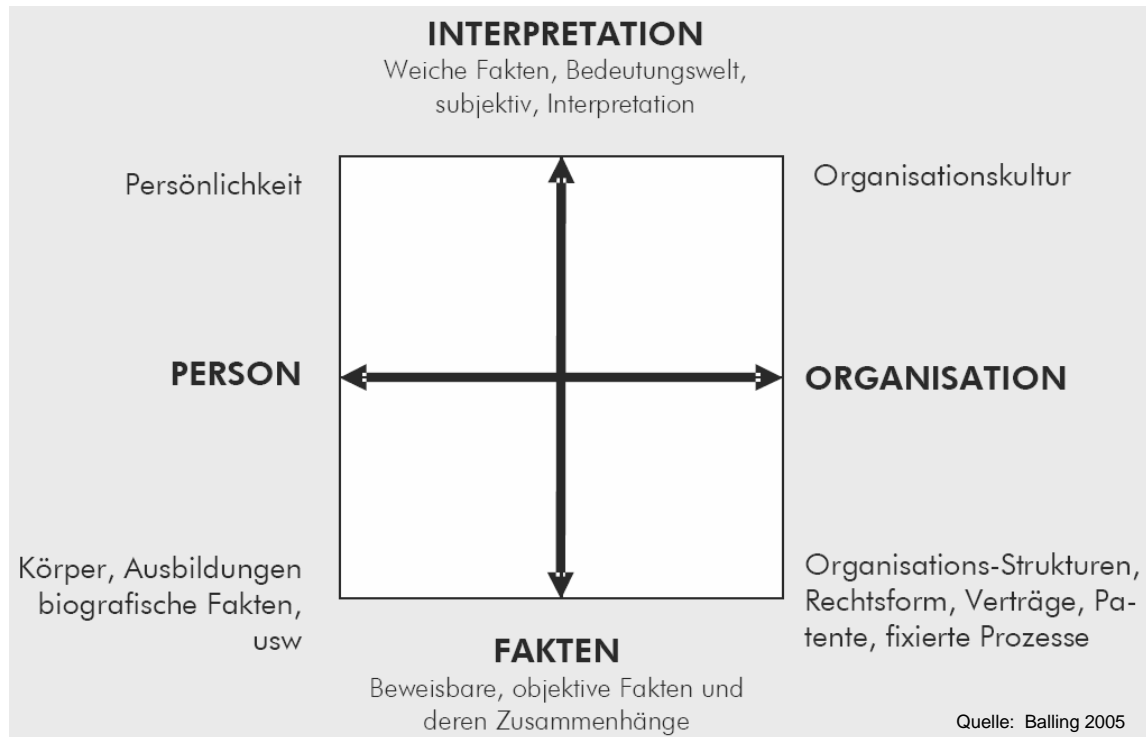 INTERPRETATION
Weiche Fakten, Bedeutungswelt,
subjektiv, Interpretation
Persönlichkeit
Organisationskultur
PERSON
ORGANISATION
Körper, Ausbildungen
biografische Fakten,
usw
Organisations-Strukturen,
Rechtsform, Verträge, Pa-
tente, fixierte Prozesse
FAKTEN
Beweisbare, objektive Fakten und
deren Zusammenhänge
Quelle: Balling 2005